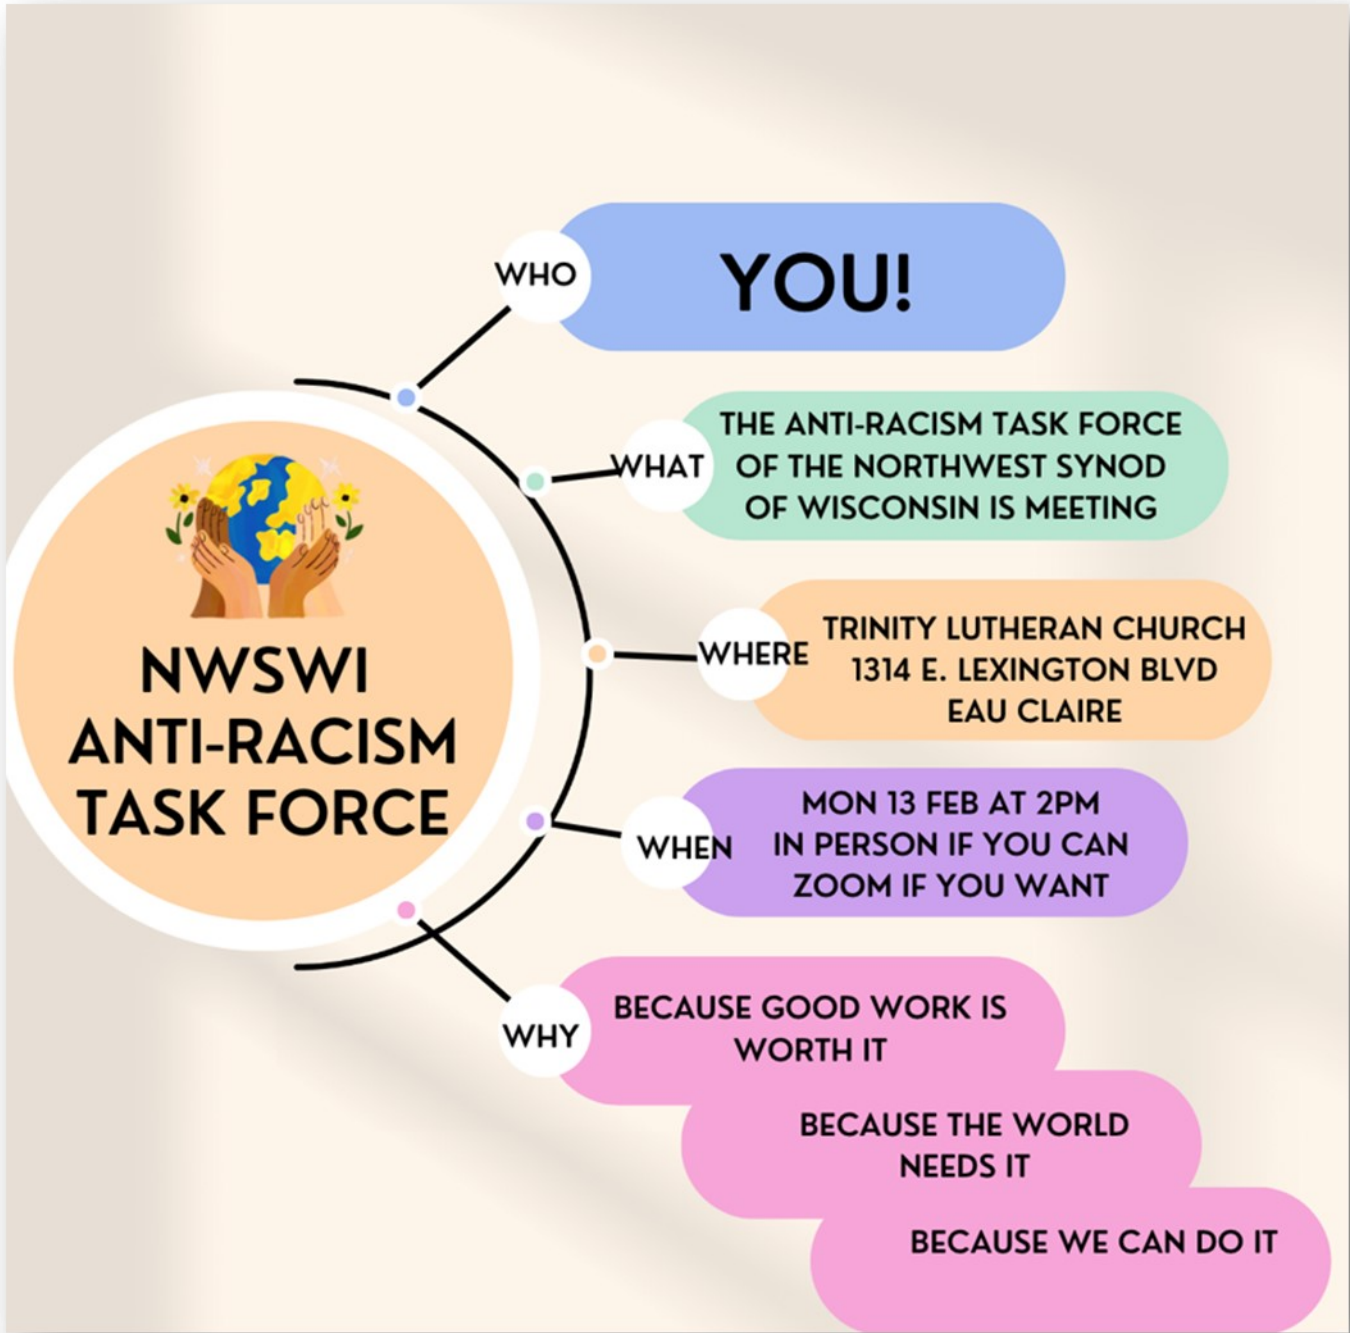 NWSWI
ANTI-RACISM
TASK FORCE
WHO
YOU!
WHAT
THE ANTI-RACISM TASK FORCE
OF THE NORTHWEST SYNOD
OF WISCONSIN IS MEETING
WHERE
TRINITY LUTHERAN CHURCH
1314 E. LEXINGTON BLVD
EAU CLAIRE
WHEN
MON 13 FEB AT 2PM
IN PERSON IF YOU CAN
ZOOM IF YOU WANT
WHY
BECAUSE GOOD WORK IS
WORTH IT
BECAUSE THE WORLD
NEEDS IT
BECAUSE WE CAN DO IT